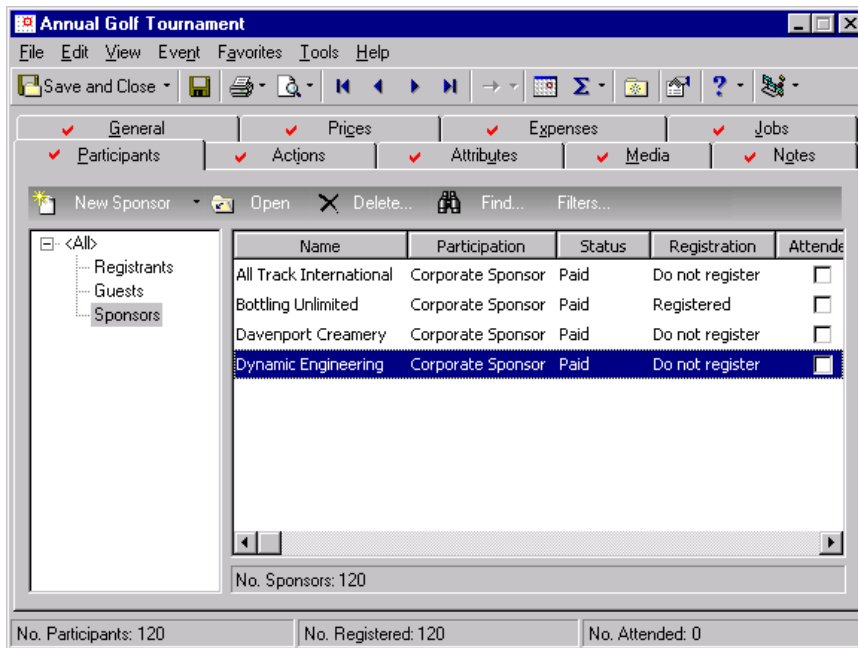 Annual Golf Tournament
File Edit View Event Favorites Tools Help
Save and Close
General Prices Expenses Jobs
Participants Actions Attributes Media Notes
New Sponsor Open Delete... Find... Filters...
<All>
Registrants
Guests
Sponsors
Name Participation Status Registration Attende
All Track International Corporate Sponsor Paid Do not register
Bottling Unlimited Corporate Sponsor Paid Registered
Davenport Creamery Corporate Sponsor Paid Do not register
Dynamic Engineering Corporate Sponsor Paid Do not register
No. Sponsors: 120
No. Participants: 120 No. Registered: 120 No. Attended: 0